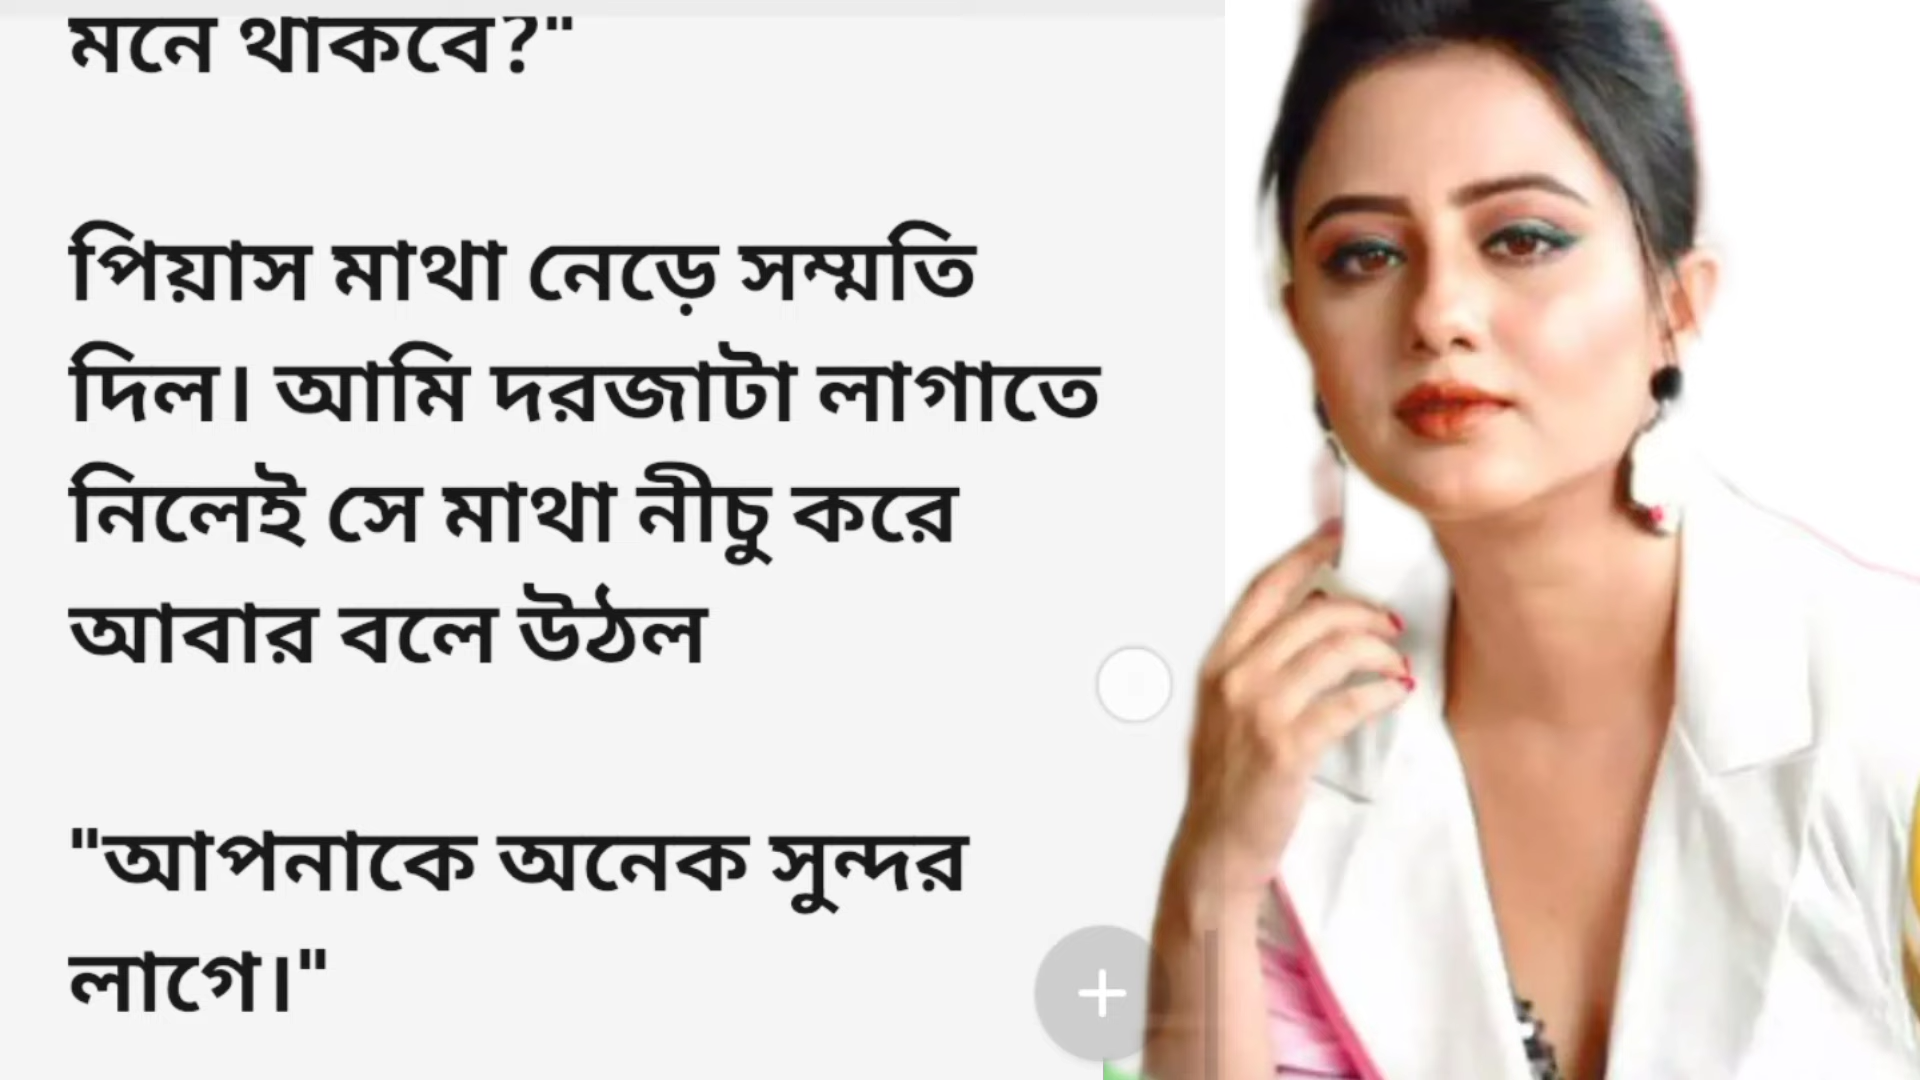 মনে থাকবে?"
পিয়াস মাথা নেড়ে সম্মতি
দিল। আমি দরজাটা লাগাতে
নিলেই সে মাথা নীচু করে
আবার বলে উঠল
"আপনাকে অনেক সুন্দর
লাগে।"